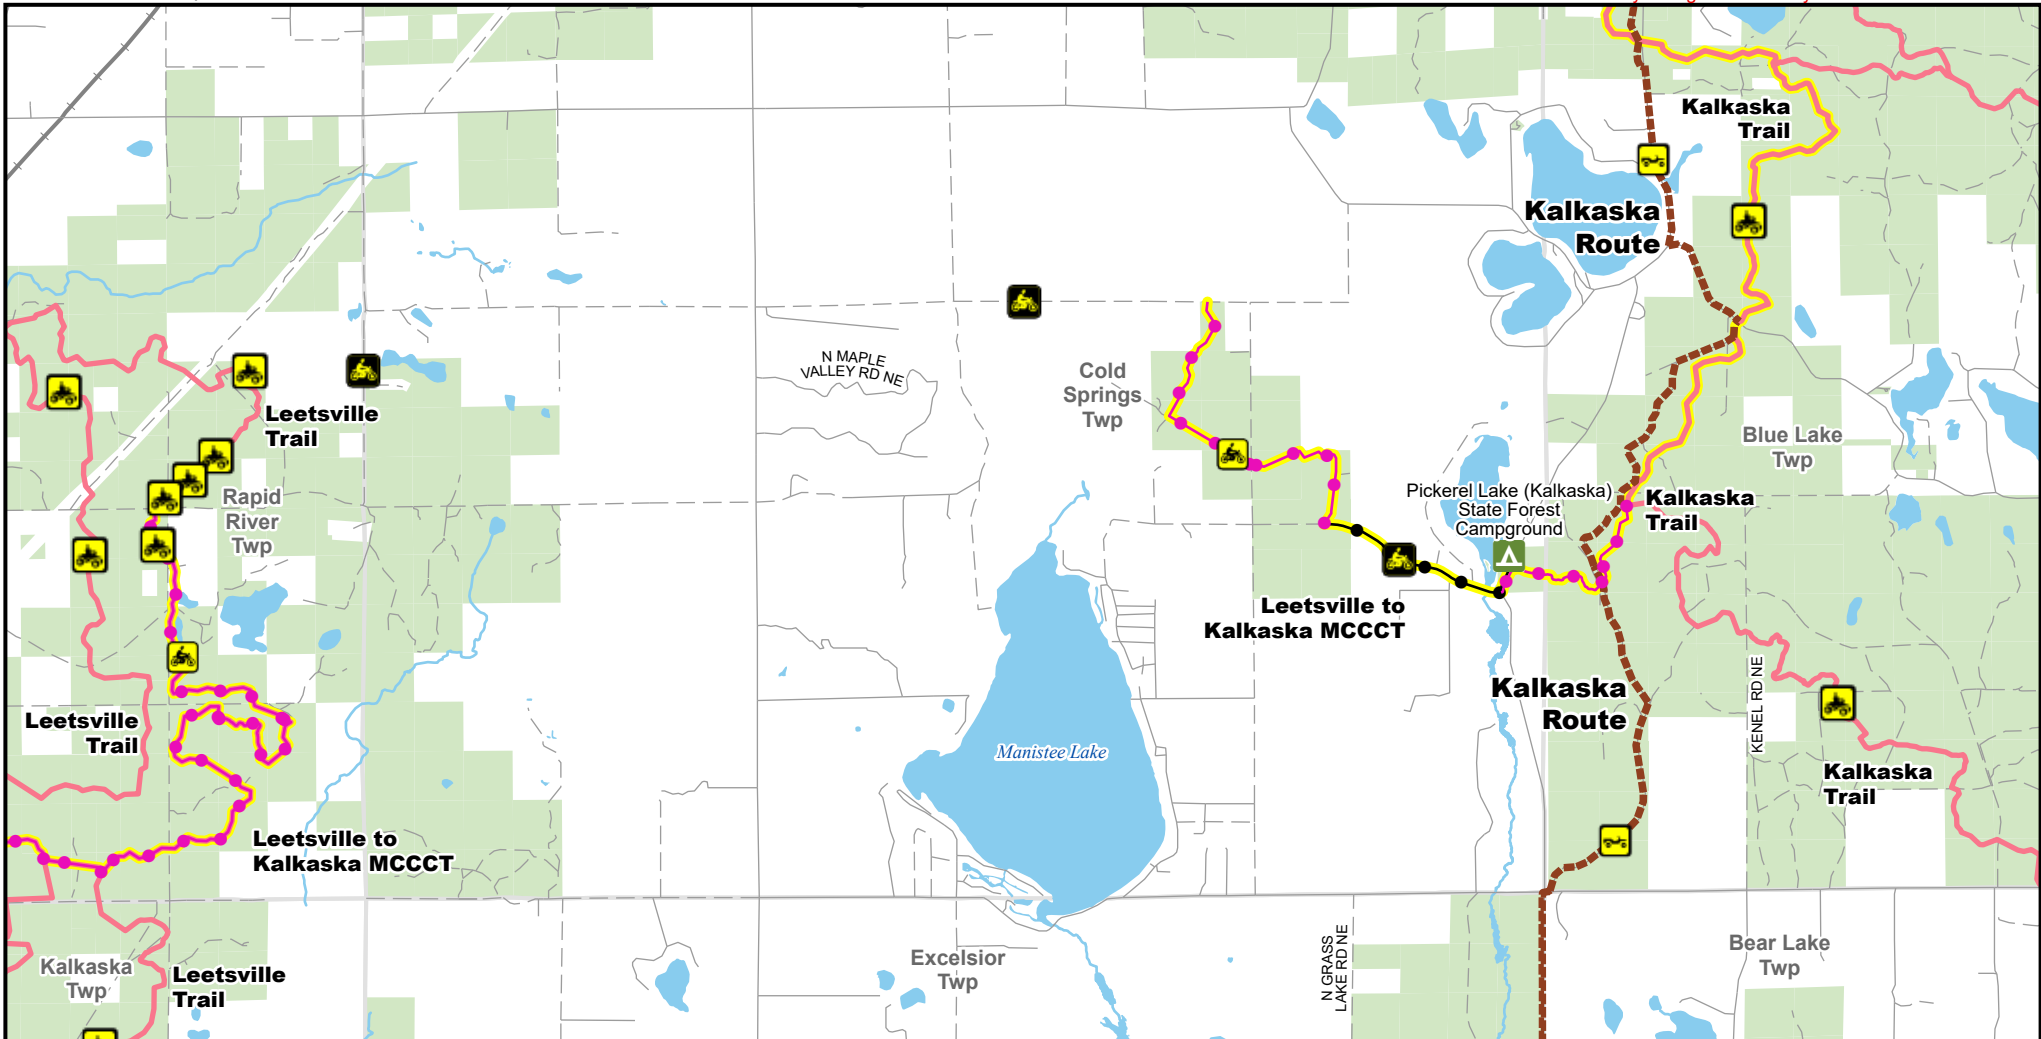 Kalkaska
Trail
Kalkaska
Route
N MAPLE
VALLEY RD NE
Cold
Springs
Twp
Leetsville
Trail
Blue Lake
Twp
Rapid
River
Twp
Pickerel Lake (Kalkaska)
State Forest
Campground
Kalkaska
Trail
Leetsville to
Kalkaska MCCCT
Kalkaska
Route
KENEL RD NE
Leetsville
Trail
Manistee Lake
Kalkaska
Trail
Leetsville to
Kalkaska MCCCT
N GRASS
LAKE RD NE
Excelsior
Twp
Bear Lake
Twp
Kalkaska
Twp
Leetsville
Trail